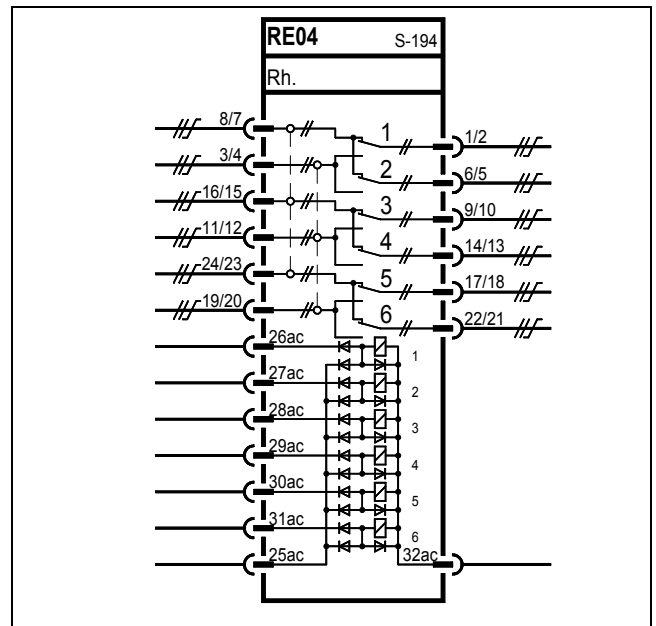 RE04 S-194
Rh.
8/7 1 1/2
3/4 2 6/5
16/15 3 9/10
11/12 4 14/13
24/23 5 17/18
19/20 6 22/21
26ac 1
27ac 2
28ac 3
29ac 4
30ac 5
31ac 6
25ac 32ac